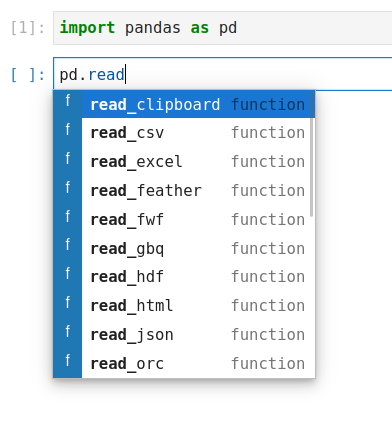 [1]: import pandas as pd
[ ]: pd.read
f read_clipboard function
f read_csv function
f read_excel function
f read_feather function
f read_fwf function
f read_gbq function
f read_hdf function
f read_html function
f read_json function
f read_orc function